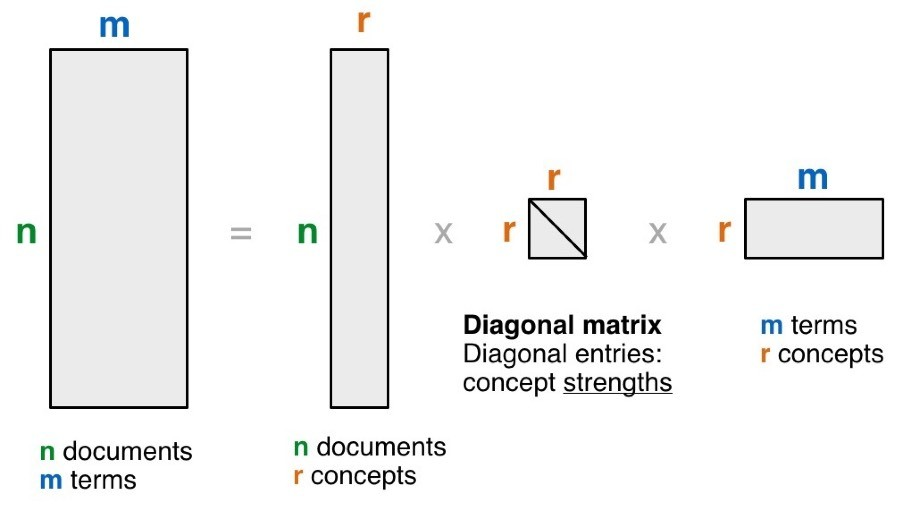 m
r
n
=
n
x
r
r
x
m
r
Diagonal matrix
Diagonal entries:
concept strengths
m terms
r concepts
n documents
m terms
n documents
r concepts